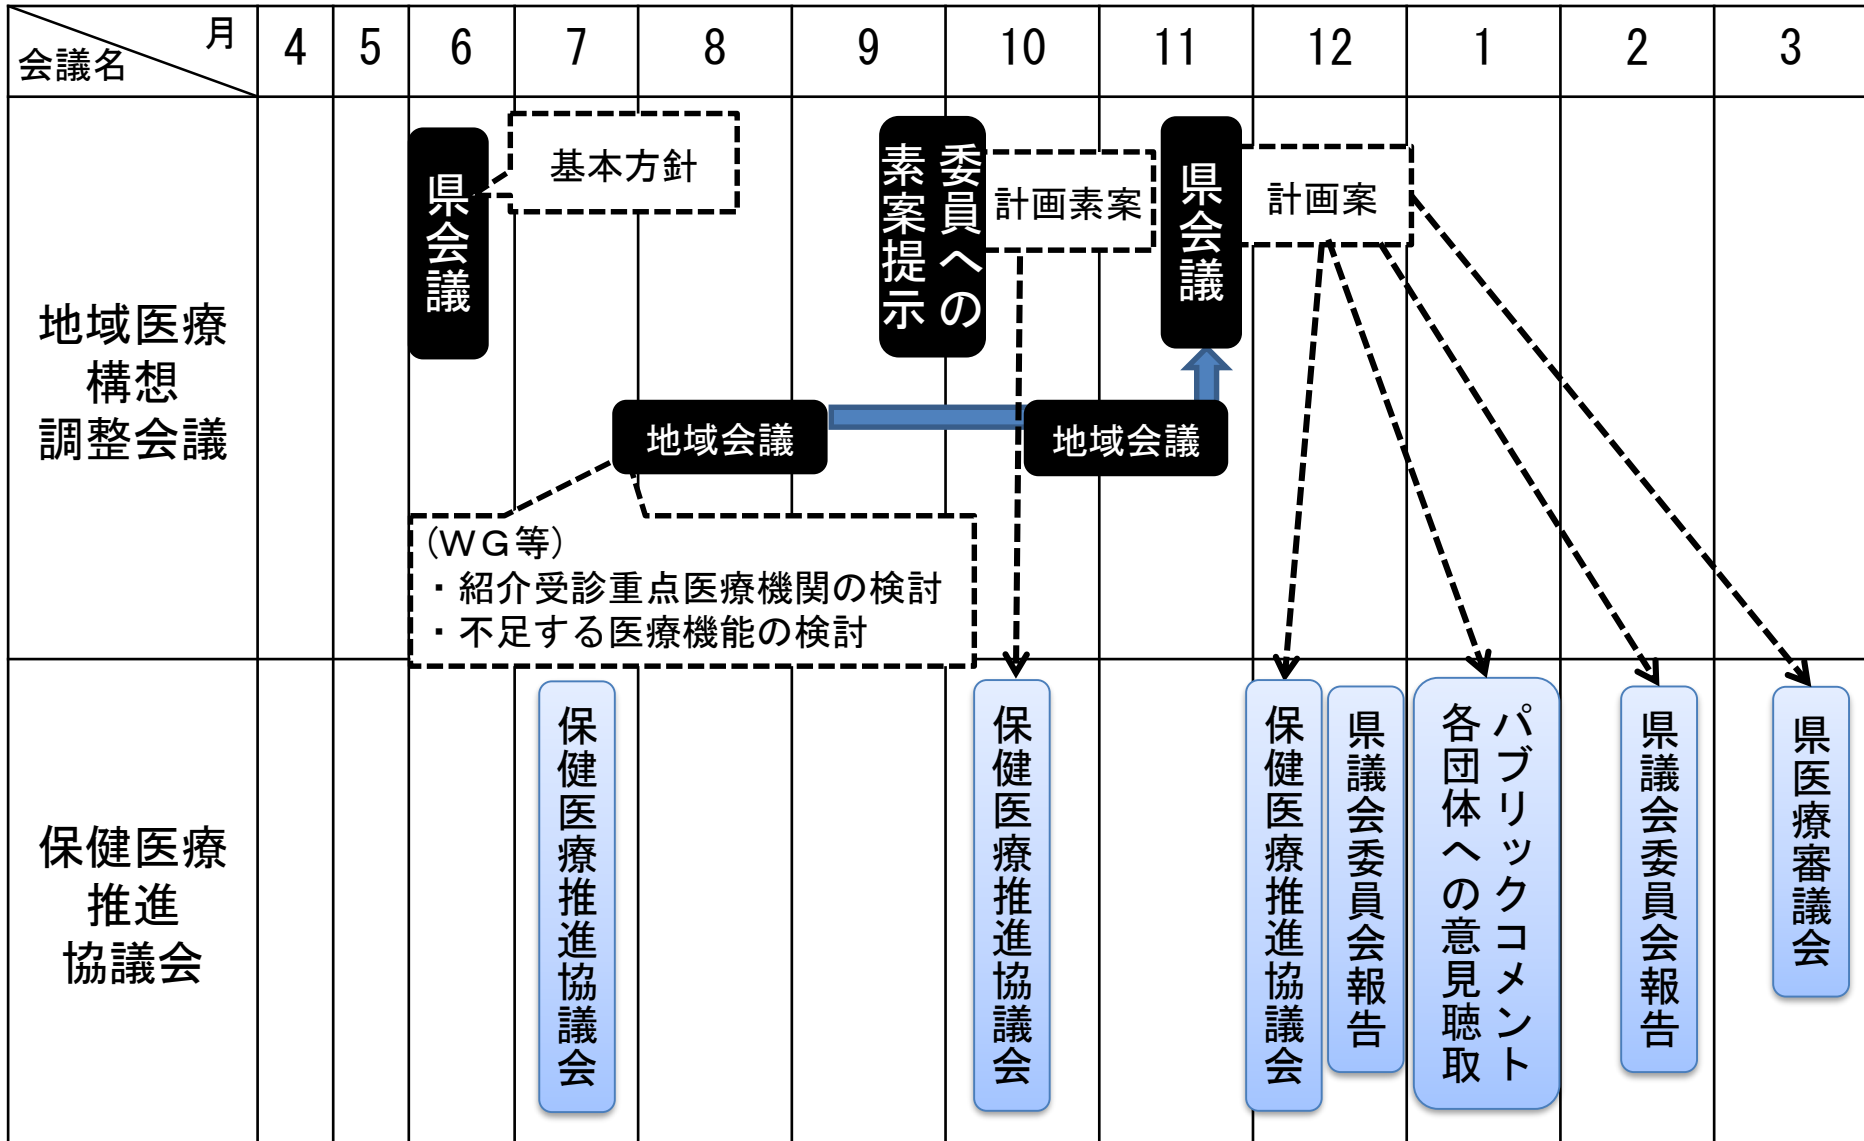 月
会議名
4
5
6
7
8
9
10
11
12
1
2
3
地域医療
構想
調整会議
県会議
基本方針
委員への
素案提示
計画素案
県会議
計画案
地域会議
地域会議
(ＷＧ等)
・紹介受診重点医療機関の検討
・不足する医療機能の検討
保健医療
推進
協議会
保健医療推進協議会
保健医療推進協議会
保健医療推進協議会
県議会委員会報告
パブリックコメント
各団体への意見聴取
県議会委員会報告
県医療審議会